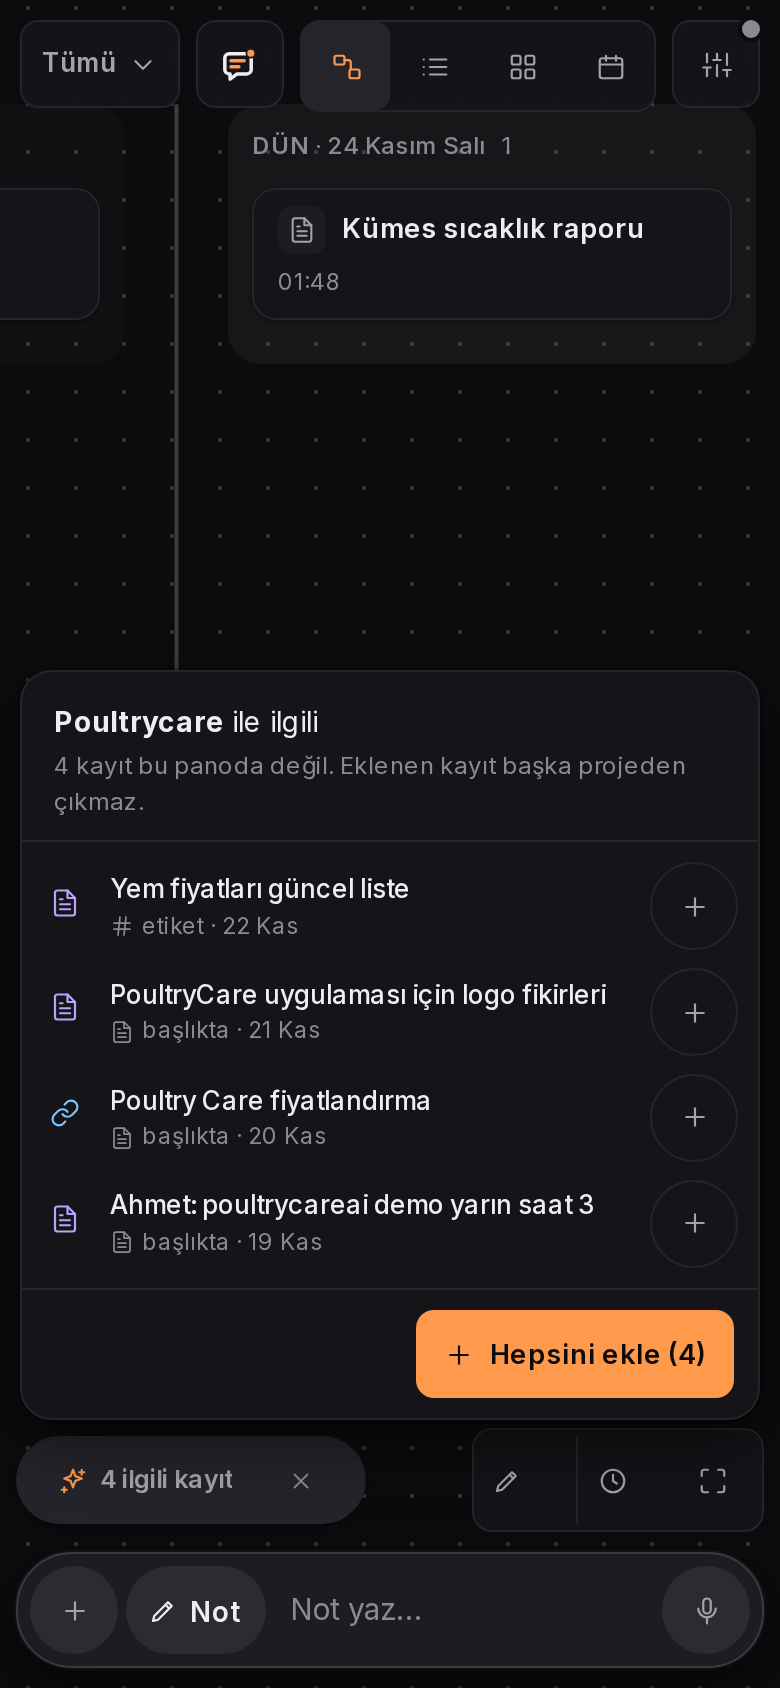 Tümü
DÜN · 24 Kasım Salı 1
Kümes sıcaklık raporu
01:48
Poultrycare ile ilgili
4 kayıt bu panoda değil. Eklenen kayıt başka projeden
çıkmaz.
Yem fiyatları güncel liste
etiket · 22 Kas
PoultryCare uygulaması için logo fikirleri
başlıkta · 21 Kas
Poultry Care fiyatlandırma
başlıkta · 20 Kas
Ahmet: poultrycareai demo yarın saat 3
başlıkta · 19 Kas
Hepsini ekle (4)
4 ilgili kayıt
Not
Not yaz...